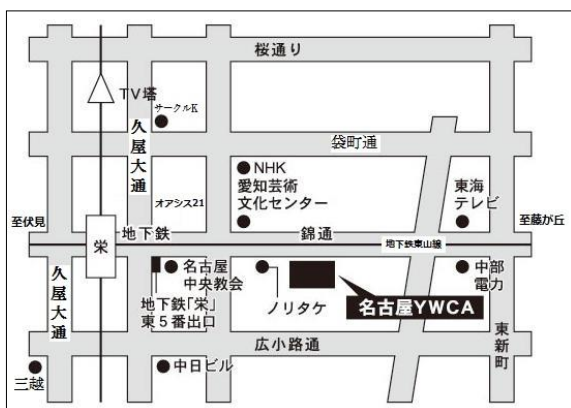 桜通り
TV塔
サークルK
久屋大通
袋町通
NHK
愛知芸術
文化センター
東海
テレビ
オアシス21
至伏見
至藤が丘
栄
地下鉄
錦通
地下鉄東山線
久屋大通
名古屋
中央教会
ノリタケ
名古屋YWCA
中部
電力
地下鉄「栄」
東5番出口
広小路通
東新町
三越
中日ビル